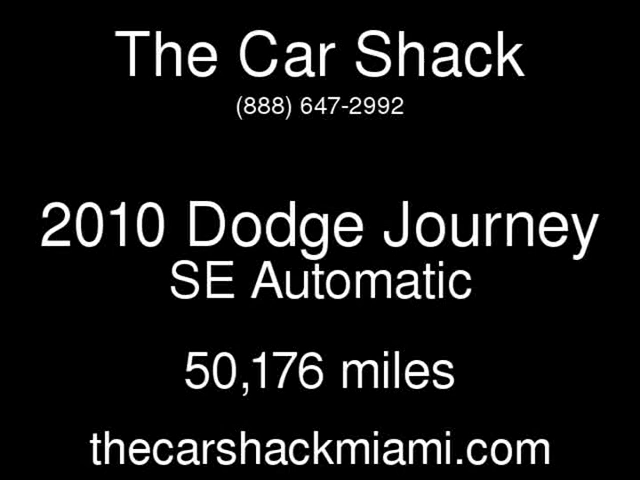 The Car Shack
(888) 647-2992
2010 Dodge Journey
SE Automatic
50,176 miles
thecarshackmiami.com